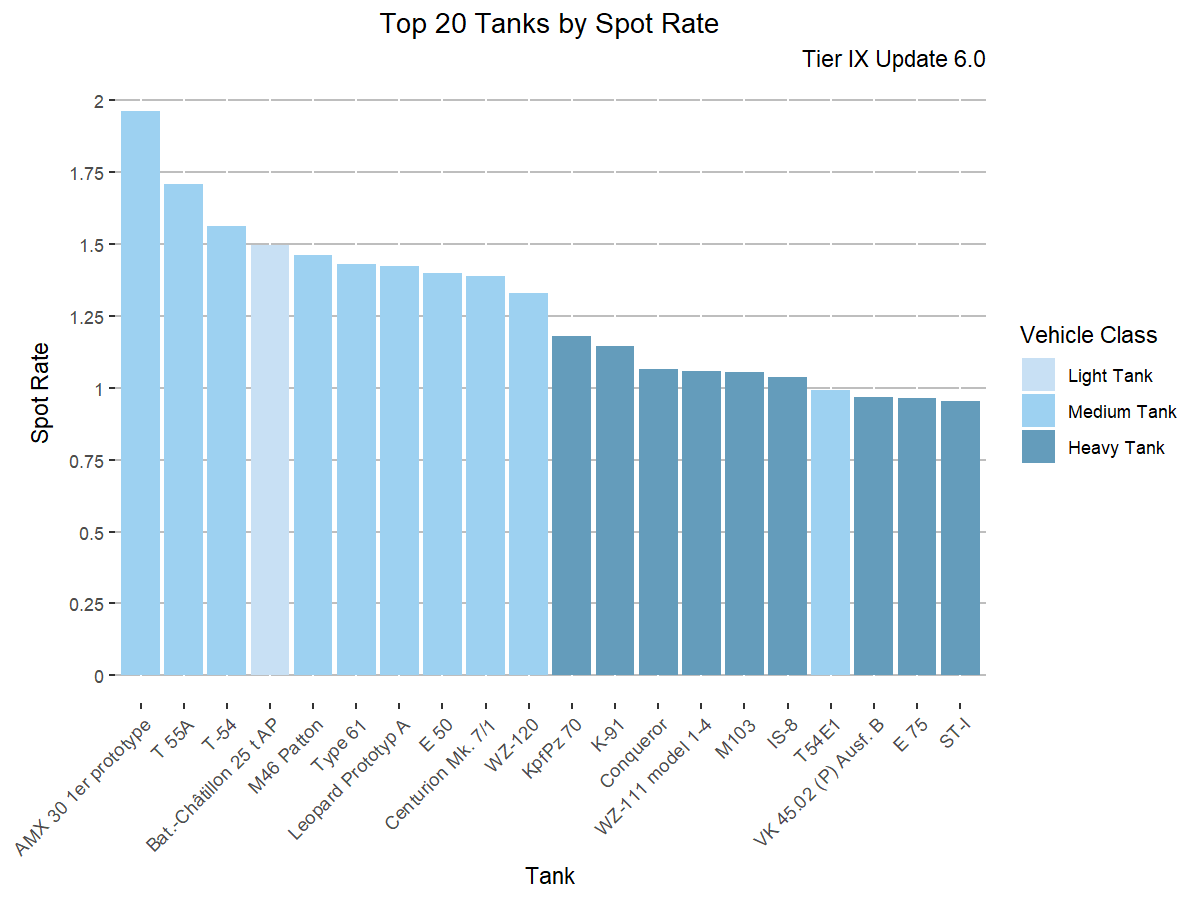 Top 20 Tanks by Spot Rate
Tier IX Update 6.0
2
1.75
1.5
1.25
1
0.75
0.5
0.25
0
Spot Rate
AMX 30 1er prototype
T 55A
T-54
Bat.-Châtillon 25 t AP
M46 Patton
Type 61
Leopard Prototyp A
E 50
Centurion Mk. 7/1
WZ-120
KpfPz 70
K-91
Conqueror
WZ-111 model 1-4
M103
IS-8
T54E1
VK 45.02 (P) Ausf. B
E 75
ST-I
Tank
Vehicle Class
Light Tank
Medium Tank
Heavy Tank